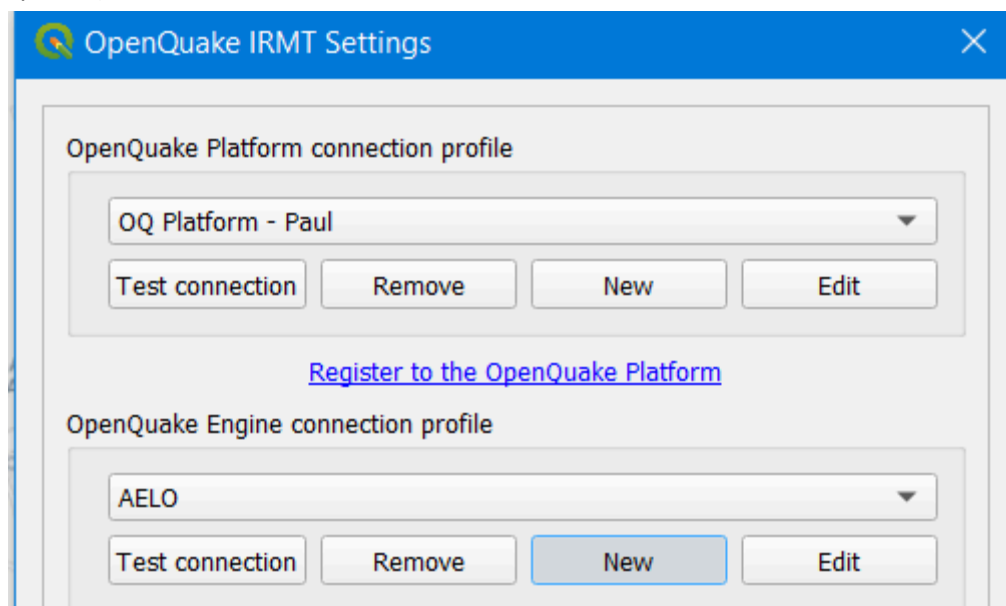 OpenQuake IRMT Settings
OpenQuake Platform connection profile
OQ Platform - Paul
Test connection Remove New Edit
Register to the OpenQuake Platform
OpenQuake Engine connection profile
AELO
Test connection Remove New Edit